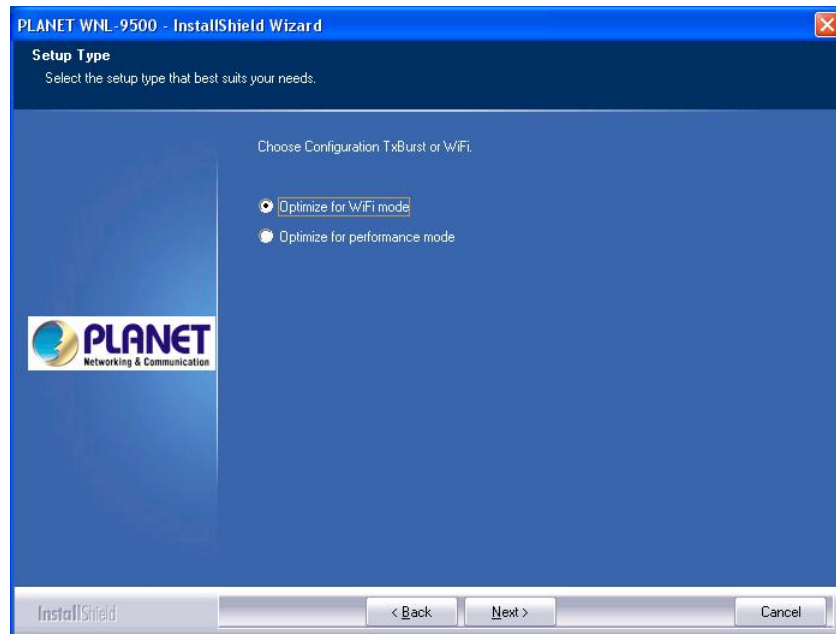 PLANET WNL-9500 - InstallShield Wizard
Setup Type
Select the setup type that best suits your needs.
Choose Configuration TxBurst or WiFi.
Optimize for WiFi mode
Optimize for performance mode
PLANET
Networking & Communication
InstallShield
< Back
Next >
Cancel